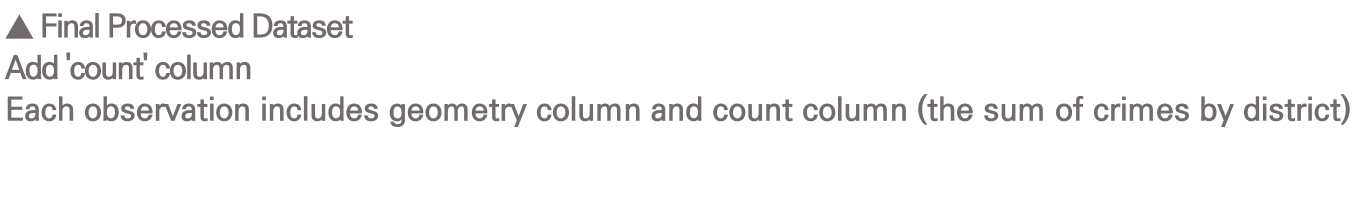 ▲ Final Processed Dataset
Add 'count' column
Each observation includes geometry column and count column (the sum of crimes by district)